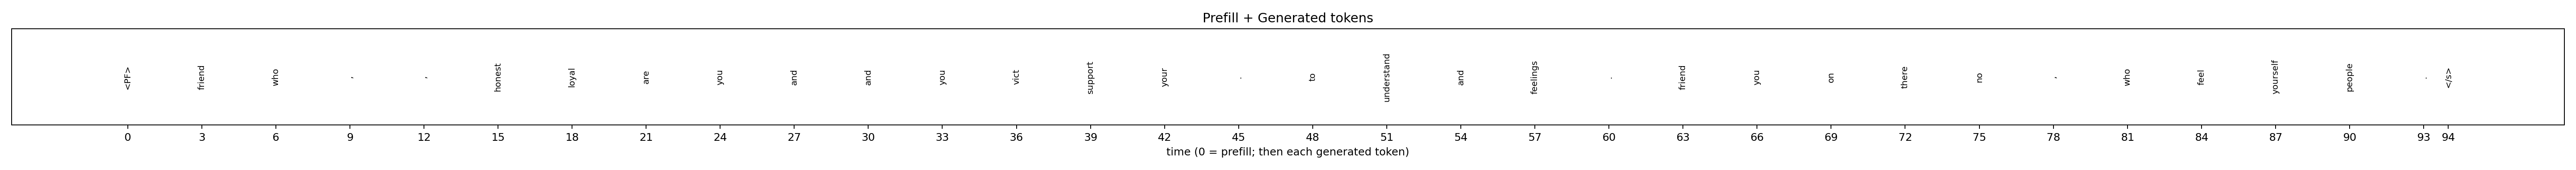 Prefill + Generated tokens
<PF> friend who , , honest loyal are you and and you vict support your . to understand and feelings . friend you on there no , who feel yourself people . </s>
0 3 6 9 12 15 18 21 24 27 30 33 36 39 42 45 48 51 54 57 60 63 66 69 72 75 78 81 84 87 90 93 94
time (0 = prefill; then each generated token)